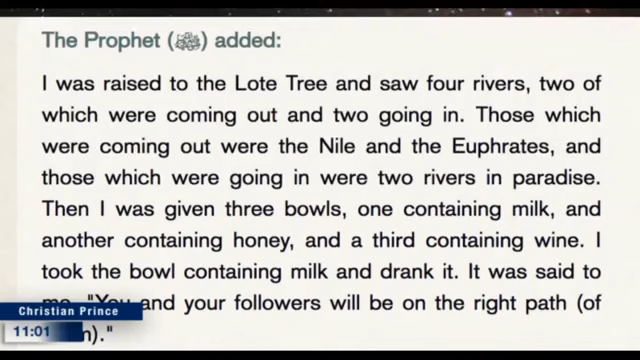 The Prophet (ﷺ) added:
I was raised to the Lote Tree and saw four rivers, two of
which were coming out and two going in. Those which
were coming out were the Nile and the Euphrates, and
those which were going in were two rivers in paradise.
Then I was given three bowls, one containing milk, and
another containing honey, and a third containing wine. I
took the bowl containing milk and drank it. It was said to
"You and your followers will be on the right path (of
Christian Prince
11:01